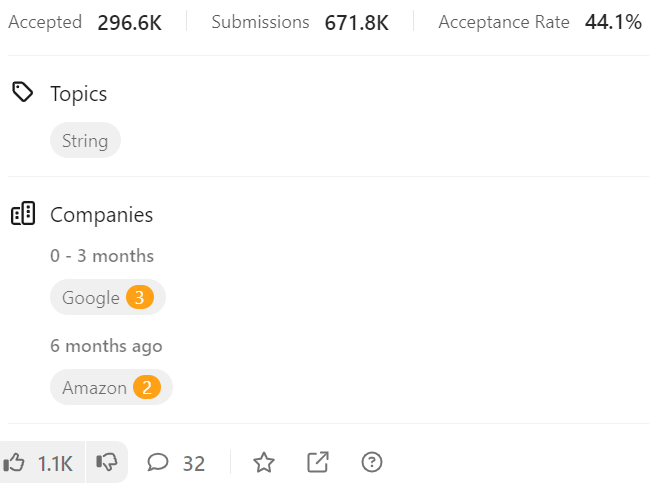 Accepted 296.6K Submissions 671.8K Acceptance Rate 44.1%
Topics
String
Companies
0 - 3 months
Google 3
6 months ago
Amazon 2
1.1K 32